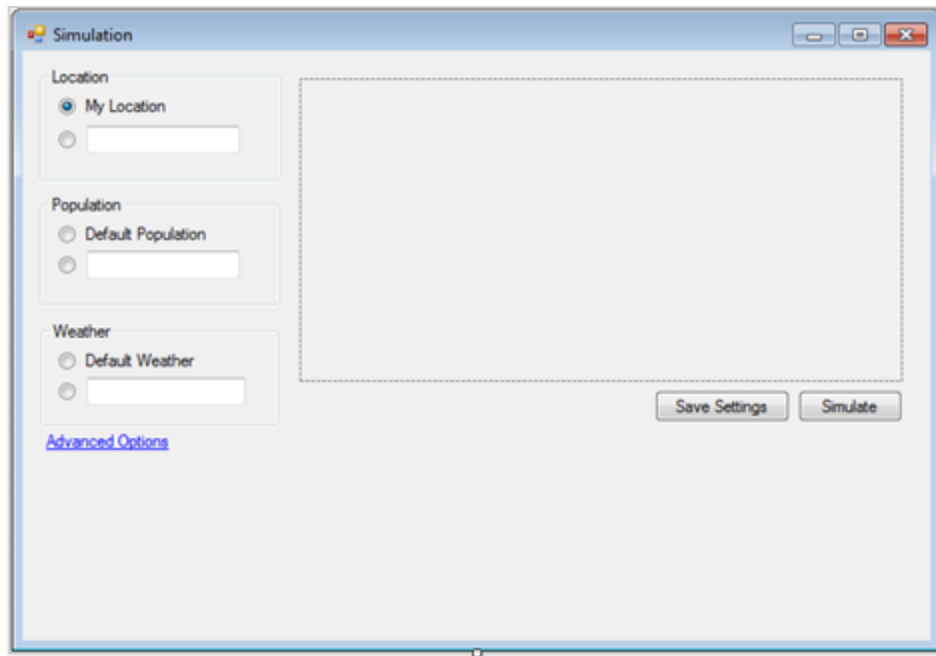 Simulation
Location
My Location
Population
Default Population
Weather
Default Weather
Save Settings Simulate
Advanced Options